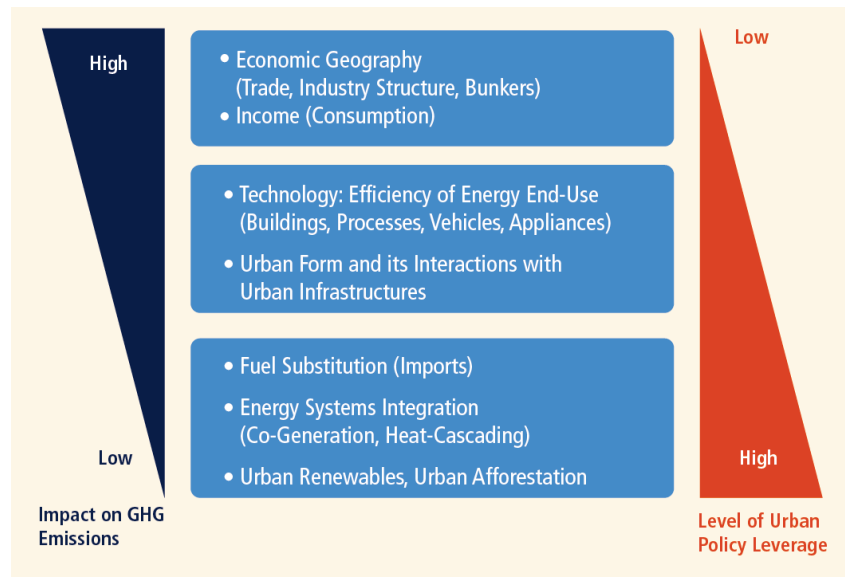 High
Low
Impact on GHG
Emissions
• Economic Geography
(Trade, Industry Structure, Bunkers)
• Income (Consumption)
• Technology: Efficiency of Energy End-Use
(Buildings, Processes, Vehicles, Appliances)
• Urban Form and its Interactions with
Urban Infrastructures
• Fuel Substitution (Imports)
• Energy Systems Integration
(Co-Generation, Heat-Cascading)
• Urban Renewables, Urban Afforestation
Low
High
Level of Urban
Policy Leverage